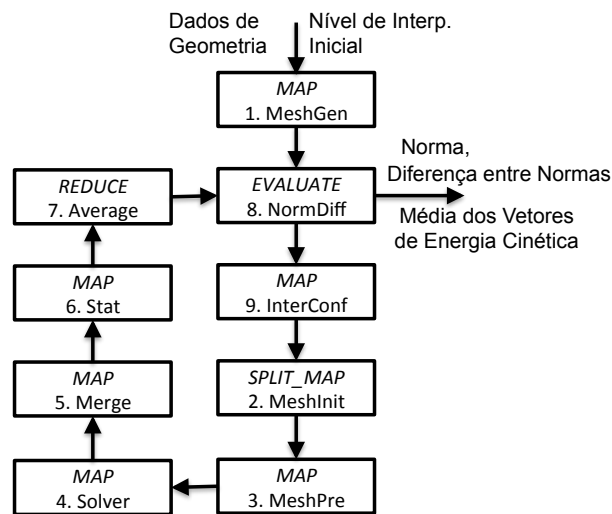 Dados de Geometria
Nível de Interp. Inicial
MAP
1. MeshGen
Norma,
Diferença entre Normas
Média dos Vetores
de Energia Cinética
REDUCE
7. Average
EVALUATE
8. NormDiff
MAP
6. Stat
MAP
9. InterConf
MAP
5. Merge
SPLIT_MAP
2. MeshInit
MAP
4. Solver
MAP
3. MeshPre